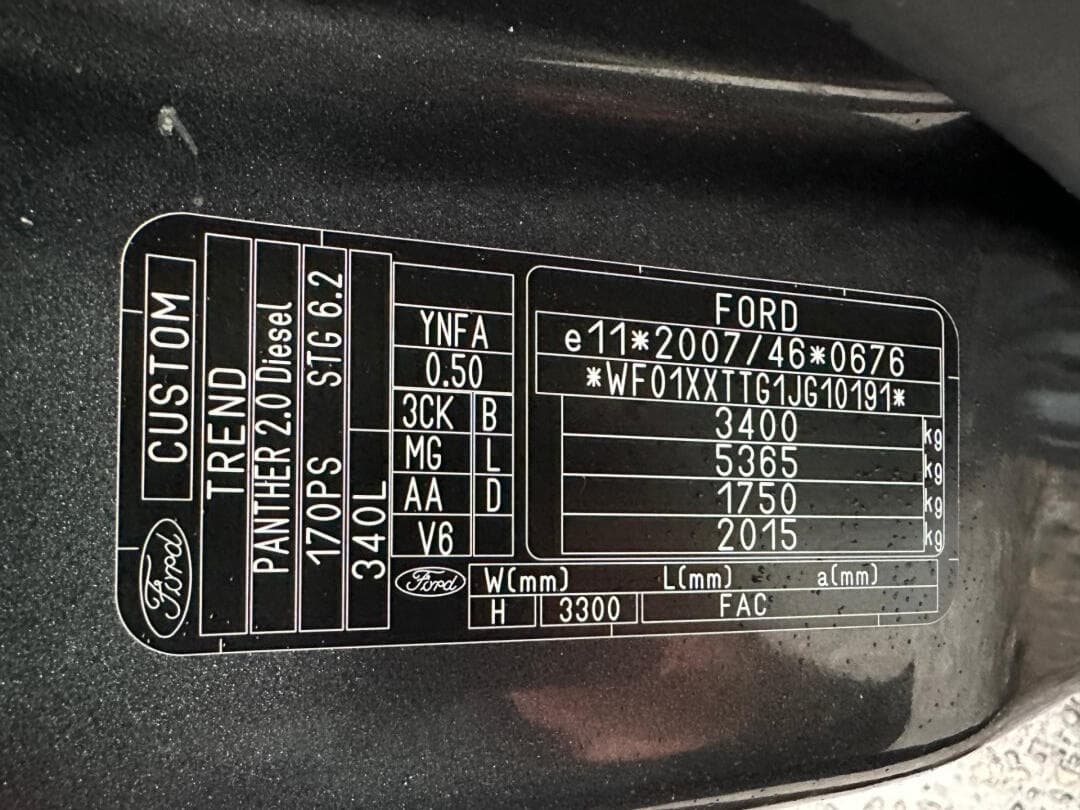 CUSTOM
Ford
TREND
PANTHER 2.0 Diesel
170PS STG 6.2
340L
YNFA
0.50
3CK B
MG L
AA D
V6
FORD
e11*2007/46*0676
*WF01XXTTG1JG10191*
3400 kg
5365 kg
1750 kg
2015 kg
Ford
W(mm) L(mm) a(mm)
H 3300 FAC